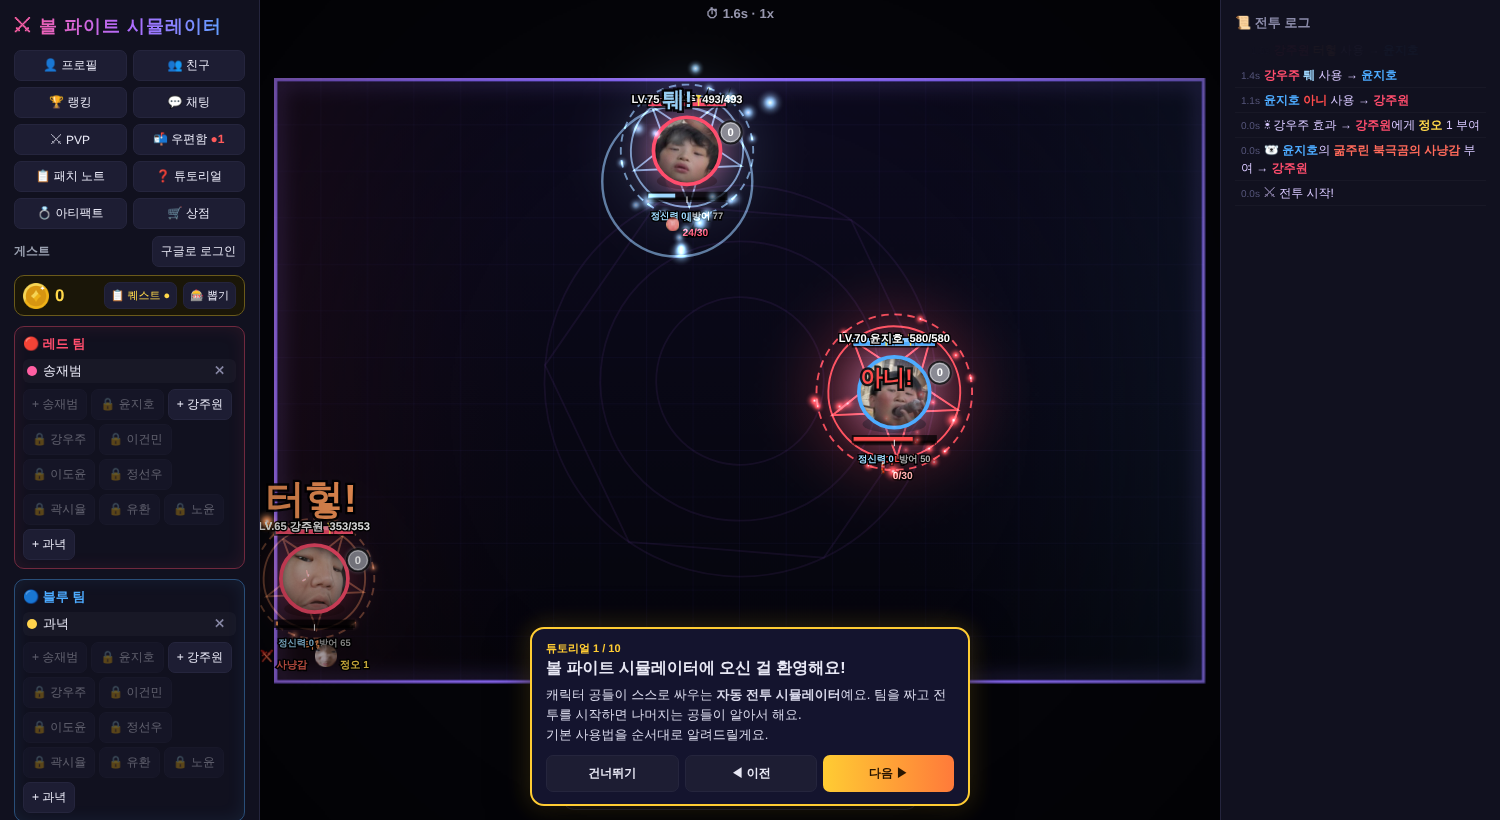 ⚔ 볼 파이트 시뮬레이터
👤 프로필
👥 친구
🏆 랭킹
💬 채팅
⚔ PVP
📬 우편함 ●1
📋 패치 노트
❓ 튜토리얼
💍 아티팩트
🛒 상점
게스트
구글로 로그인
0
📋 퀘스트 ●
🎰 뽑기
🔴 레드 팀
송재범 ✕
+ 송재범
🔒 윤지호
+ 강주원
🔒 강우주
🔒 이건민
🔒 이도윤
🔒 정선우
🔒 곽시율
🔒 유환
🔒 노윤
+ 과녁
🔵 블루 팀
과녁 ✕
+ 송재범
🔒 윤지호
+ 강주원
🔒 강우주
🔒 이건민
🔒 이도윤
🔒 정선우
🔒 곽시율
🔒 유환
🔒 노윤
+ 과녁
⏱ 1.6s · 1x
LV.75
493/493
퉤!
0
정신력 0
방어 77
24/30
LV.70 윤지호 580/580
아니!
0
정신력 0
방어 50
0/30
터헝!
LV.65 강주원 353/353
0
정신력 0
방어 65
사냥감
정오 1
튜토리얼 1 / 10
볼 파이트 시뮬레이터에 오신 걸 환영해요!
캐릭터 공들이 스스로 싸우는 자동 전투 시뮬레이터예요. 팀을 짜고 전
투를 시작하면 나머지는 공들이 알아서 해요.
기본 사용법을 순서대로 알려드릴게요.
건너뛰기
◀ 이전
다음 ▶
📜 전투 로그
1.4s 강우주 퉤 사용 → 윤지호
1.1s 윤지호 아니 사용 → 강주원
0.0s 강우주 효과 → 강주원에게 정오 1 부여
0.0s 🐻‍❄️ 윤지호의 굶주린 북극곰의 사냥감 부
여 → 강주원
0.0s ⚔ 전투 시작!